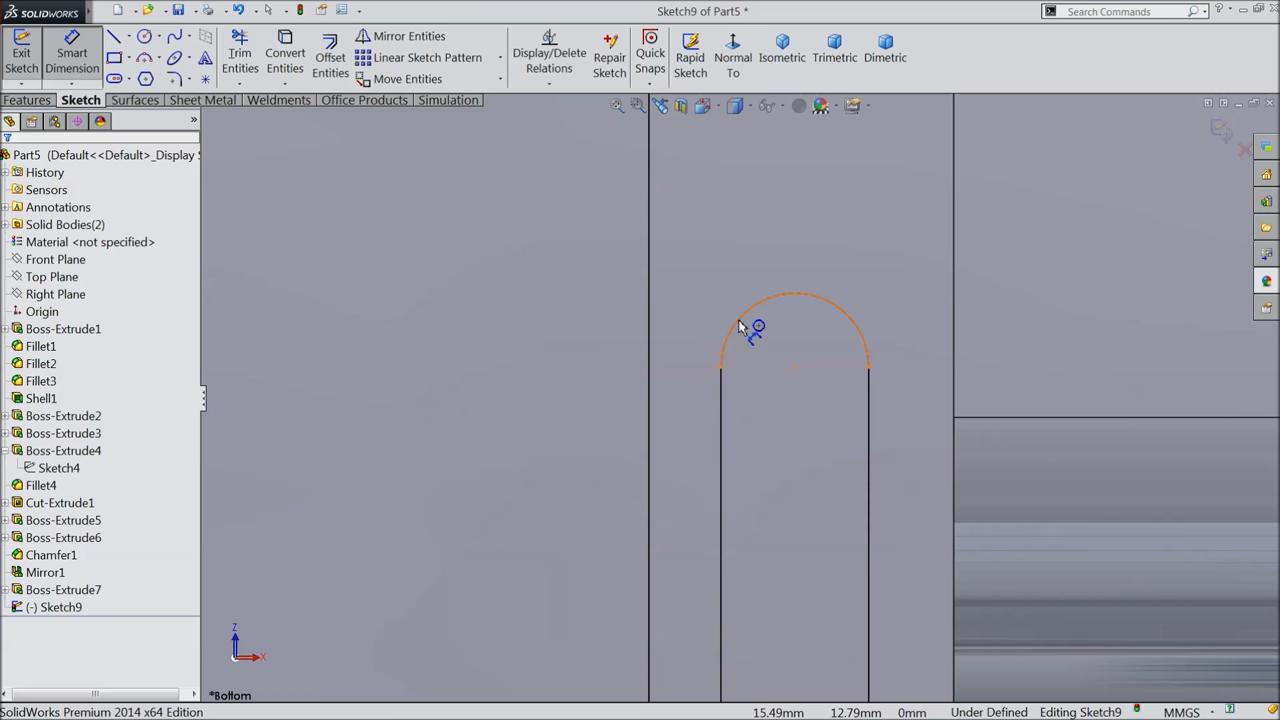 SOLIDWORKS
Sketch9 of Part5 *
Search Commands
Exit Sketch
Smart Dimension
Trim Entities
Convert Entities
Offset Entities
Mirror Entities
Linear Sketch Pattern
Move Entities
Display/Delete Relations
Repair Sketch
Quick Snaps
Rapid Sketch
Normal To
Isometric
Trimetric
Dimetric
Features
Sketch
Surfaces
Sheet Metal
Weldments
Office Products
Simulation
Part5 (Default<<Default>_Display S
History
Sensors
Annotations
Solid Bodies(2)
Material <not specified>
Front Plane
Top Plane
Right Plane
Origin
Boss-Extrude1
Fillet1
Fillet2
Fillet3
Shell1
Boss-Extrude2
Boss-Extrude3
Boss-Extrude4
Sketch4
Fillet4
Cut-Extrude1
Boss-Extrude5
Boss-Extrude6
Chamfer1
Mirror1
Boss-Extrude7
(-) Sketch9
Z
X
*Bottom
SolidWorks Premium 2014 x64 Edition
15.49mm
12.79mm
0mm
Under Defined
Editing Sketch9
MMGS